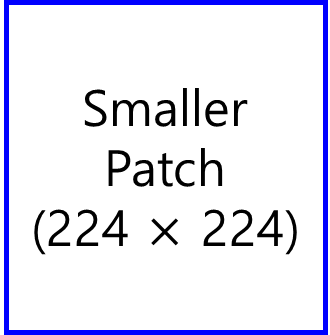 Smaller
Patch
(224 × 224)